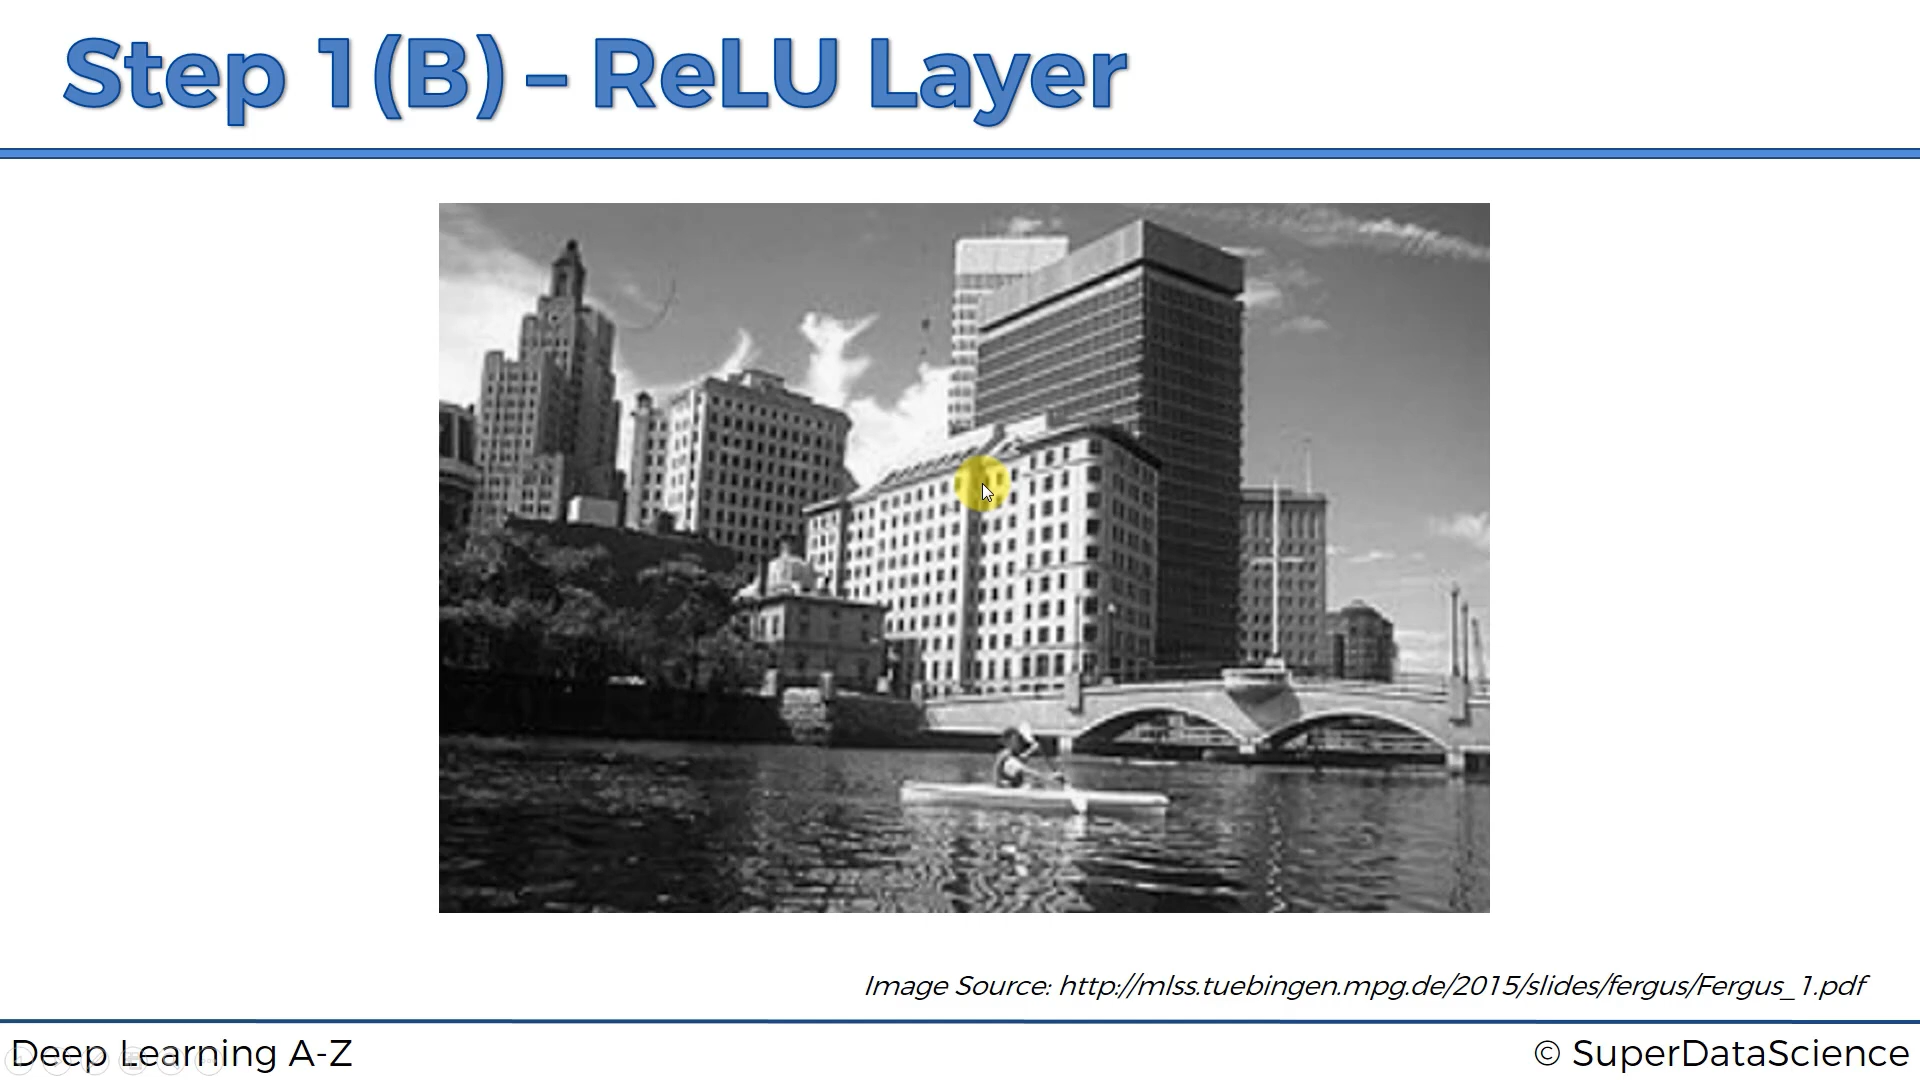 Step 1(B) – ReLU Layer
Image Source: http://mlss.tuebingen.mpg.de/2015/slides/fergus/Fergus_1.pdf
Deep Learning A-Z
© SuperDataScience